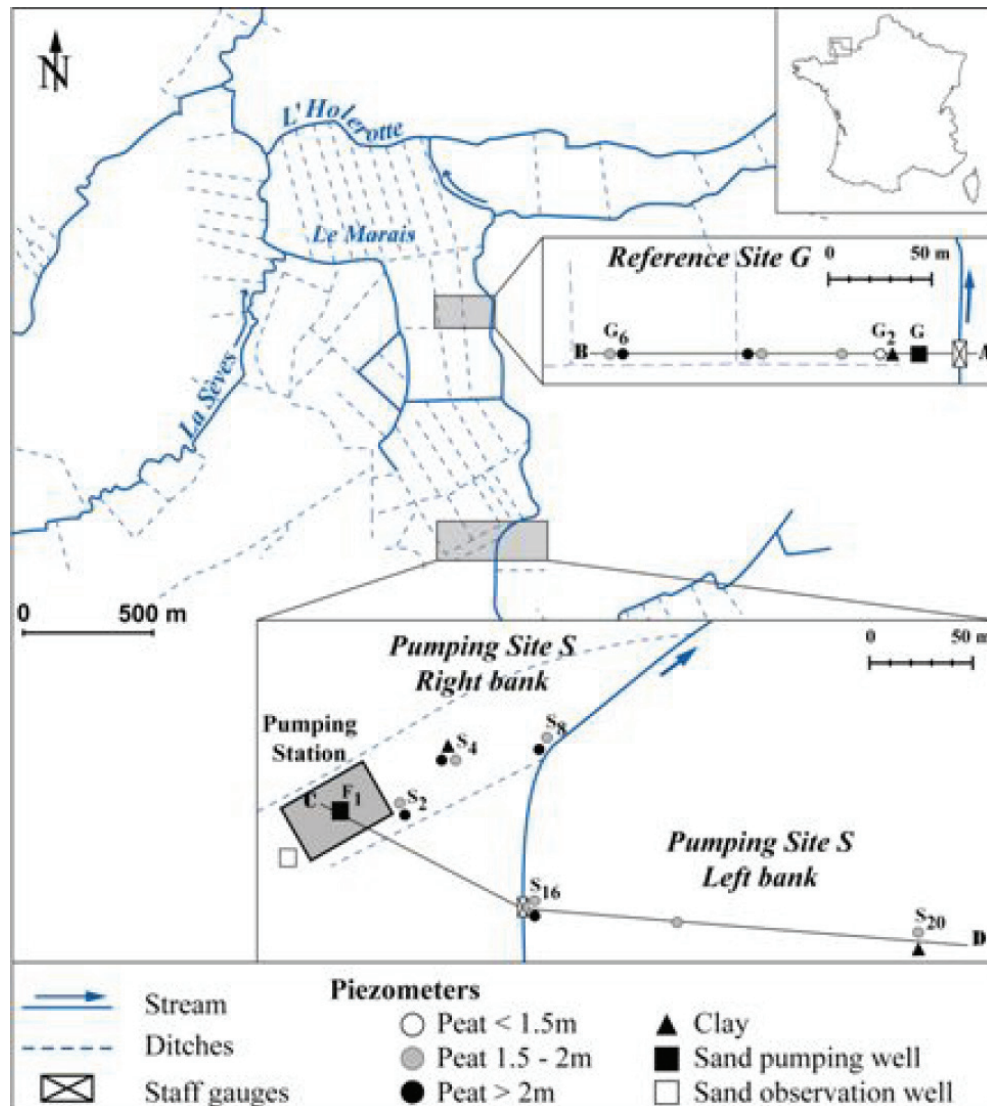 N
L' Holerotte
Le Marais
La Sèves
Reference Site G
0 50 m
B G6 G2 G A
0 500 m
Pumping Site S
Right bank
0 50 m
Pumping
Station
S8
S4
C F1 S2
Pumping Site S
Left bank
S16
S20
D
Stream
Ditches
Staff gauges
Piezometers
Peat < 1.5m
Peat 1.5 - 2m
Peat > 2m
Clay
Sand pumping well
Sand observation well